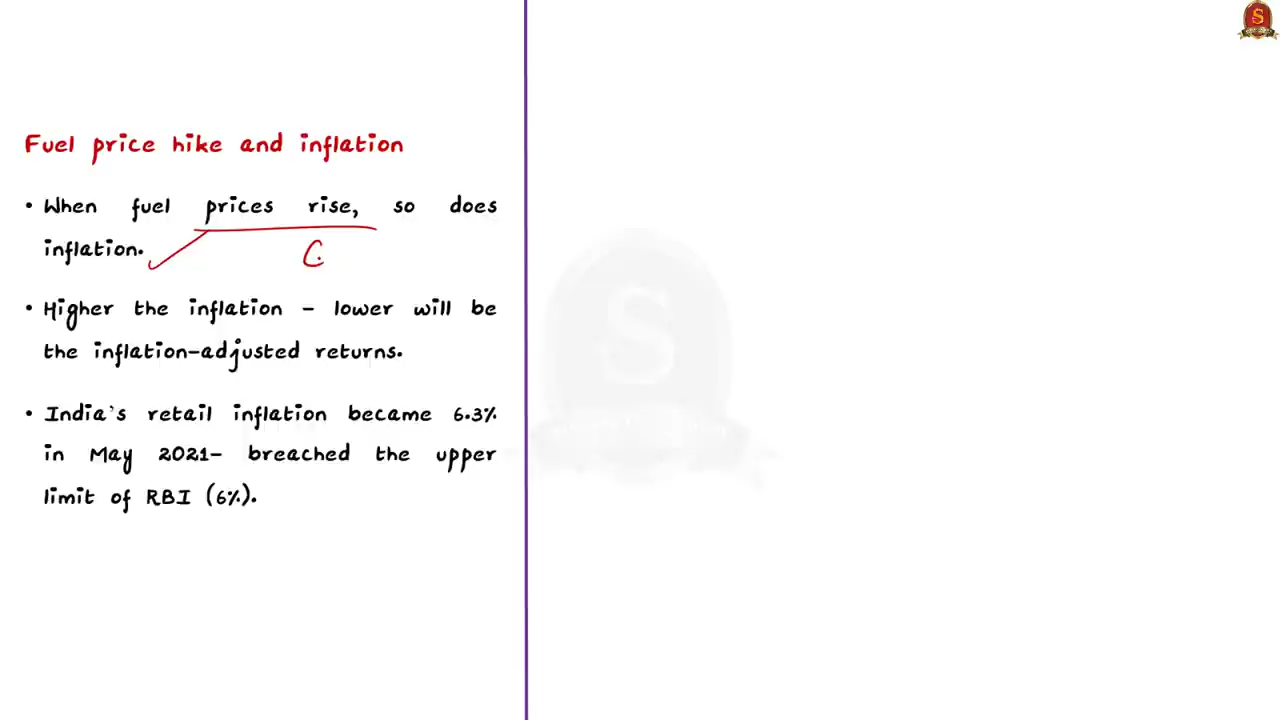 Fuel price hike and inflation
• When fuel prices rise, so does
inflation.
• Higher the inflation – lower will be
the inflation-adjusted returns.
• India's retail inflation became 6.3%
in May 2021- breached the upper
limit of RBI (6%).
S
S